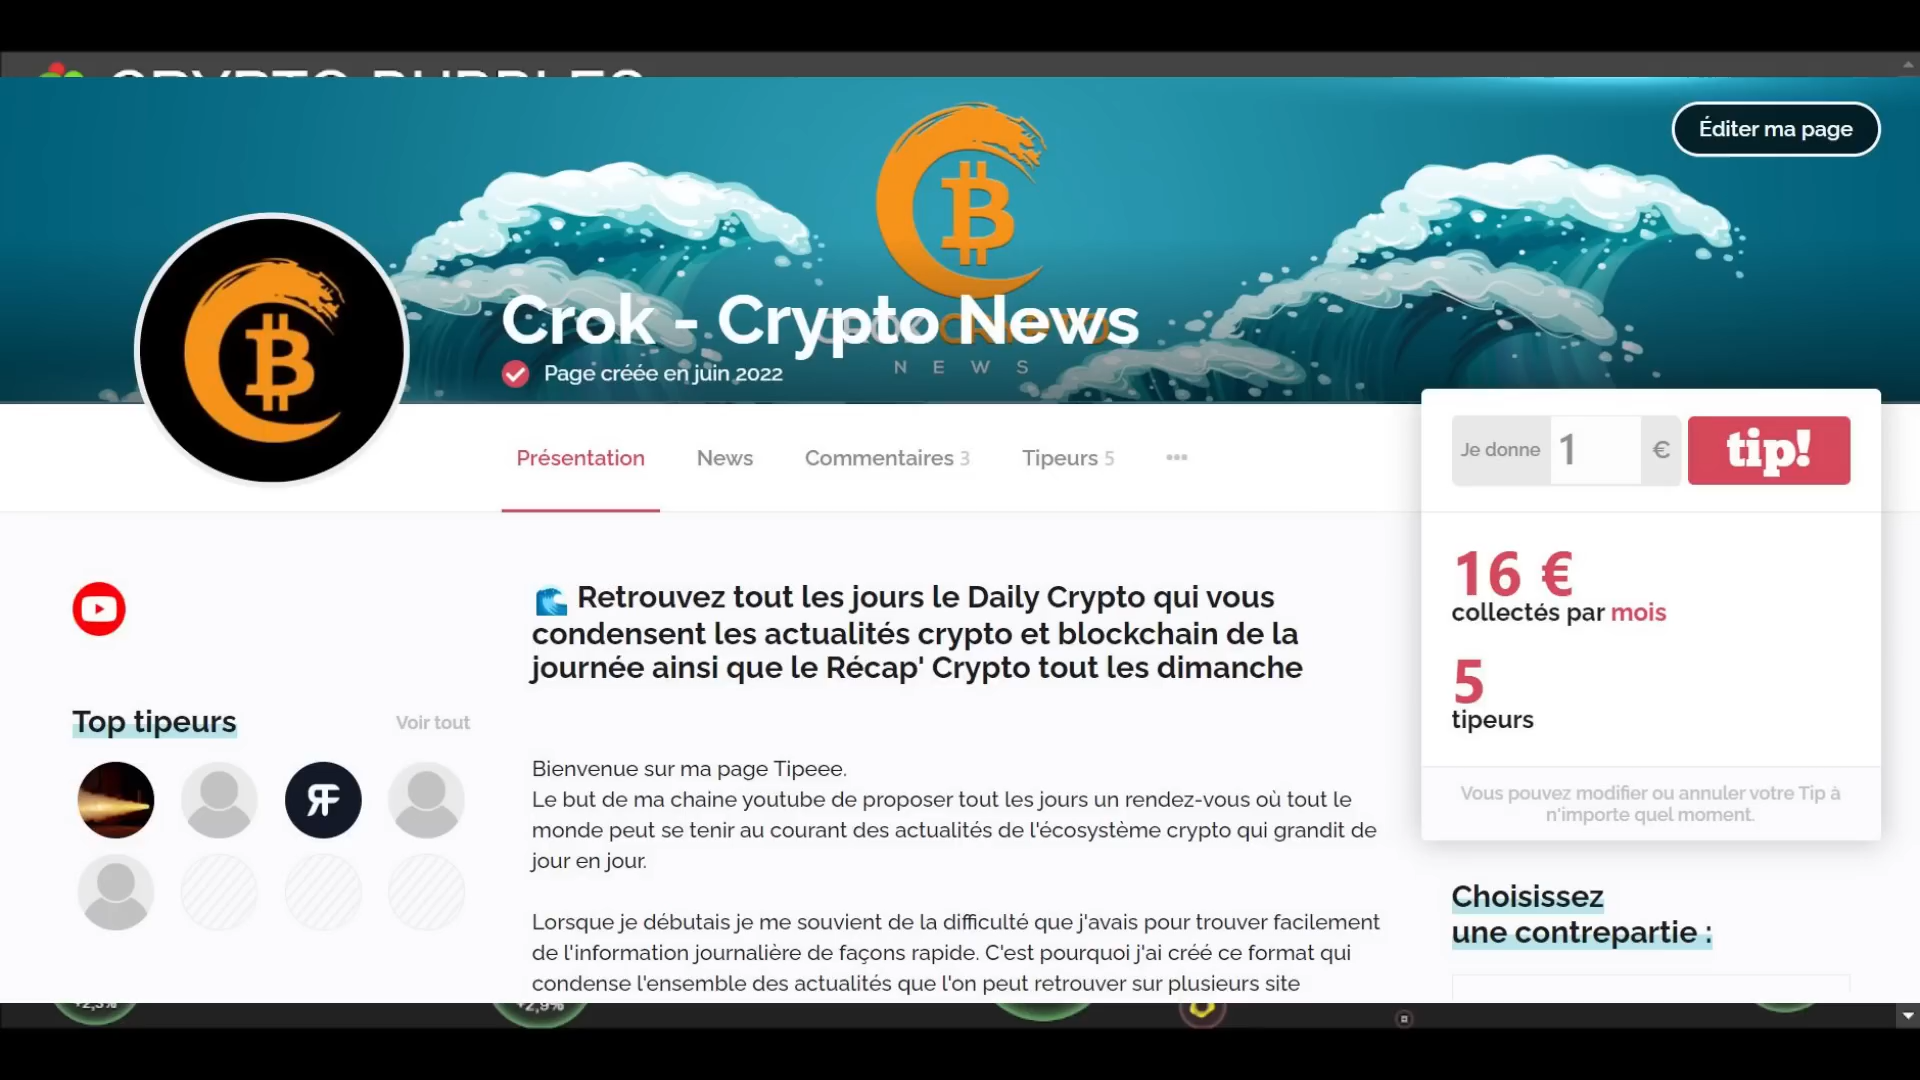 CRYPTO BUBBLES
Éditer ma page
Crok - Crypto News
NEWS
Page créée en juin 2022
Présentation
News
Commentaires 3
Tipeurs 5
Je donne 1 €
tip!
16 €
collectés par mois
5
tipeurs
Vous pouvez modifier ou annuler votre Tip à
n'importe quel moment.
Choisissez
une contrepartie :
Top tipeurs
Voir tout
Retrouvez tout les jours le Daily Crypto qui vous
condensent les actualités crypto et blockchain de la
journée ainsi que le Récap' Crypto tout les dimanche
Bienvenue sur ma page Tipeee.
Le but de ma chaine youtube de proposer tout les jours un rendez-vous où tout le
monde peut se tenir au courant des actualités de l'écosystème crypto qui grandit de
jour en jour.
Lorsque je débutais je me souvient de la difficulté que j'avais pour trouver facilement
de l'information journalière de façons rapide. C'est pourquoi j'ai créé ce format qui
condense l'ensemble des actualités que l'on peut retrouver sur plusieurs site
+2,3%
+2,9%